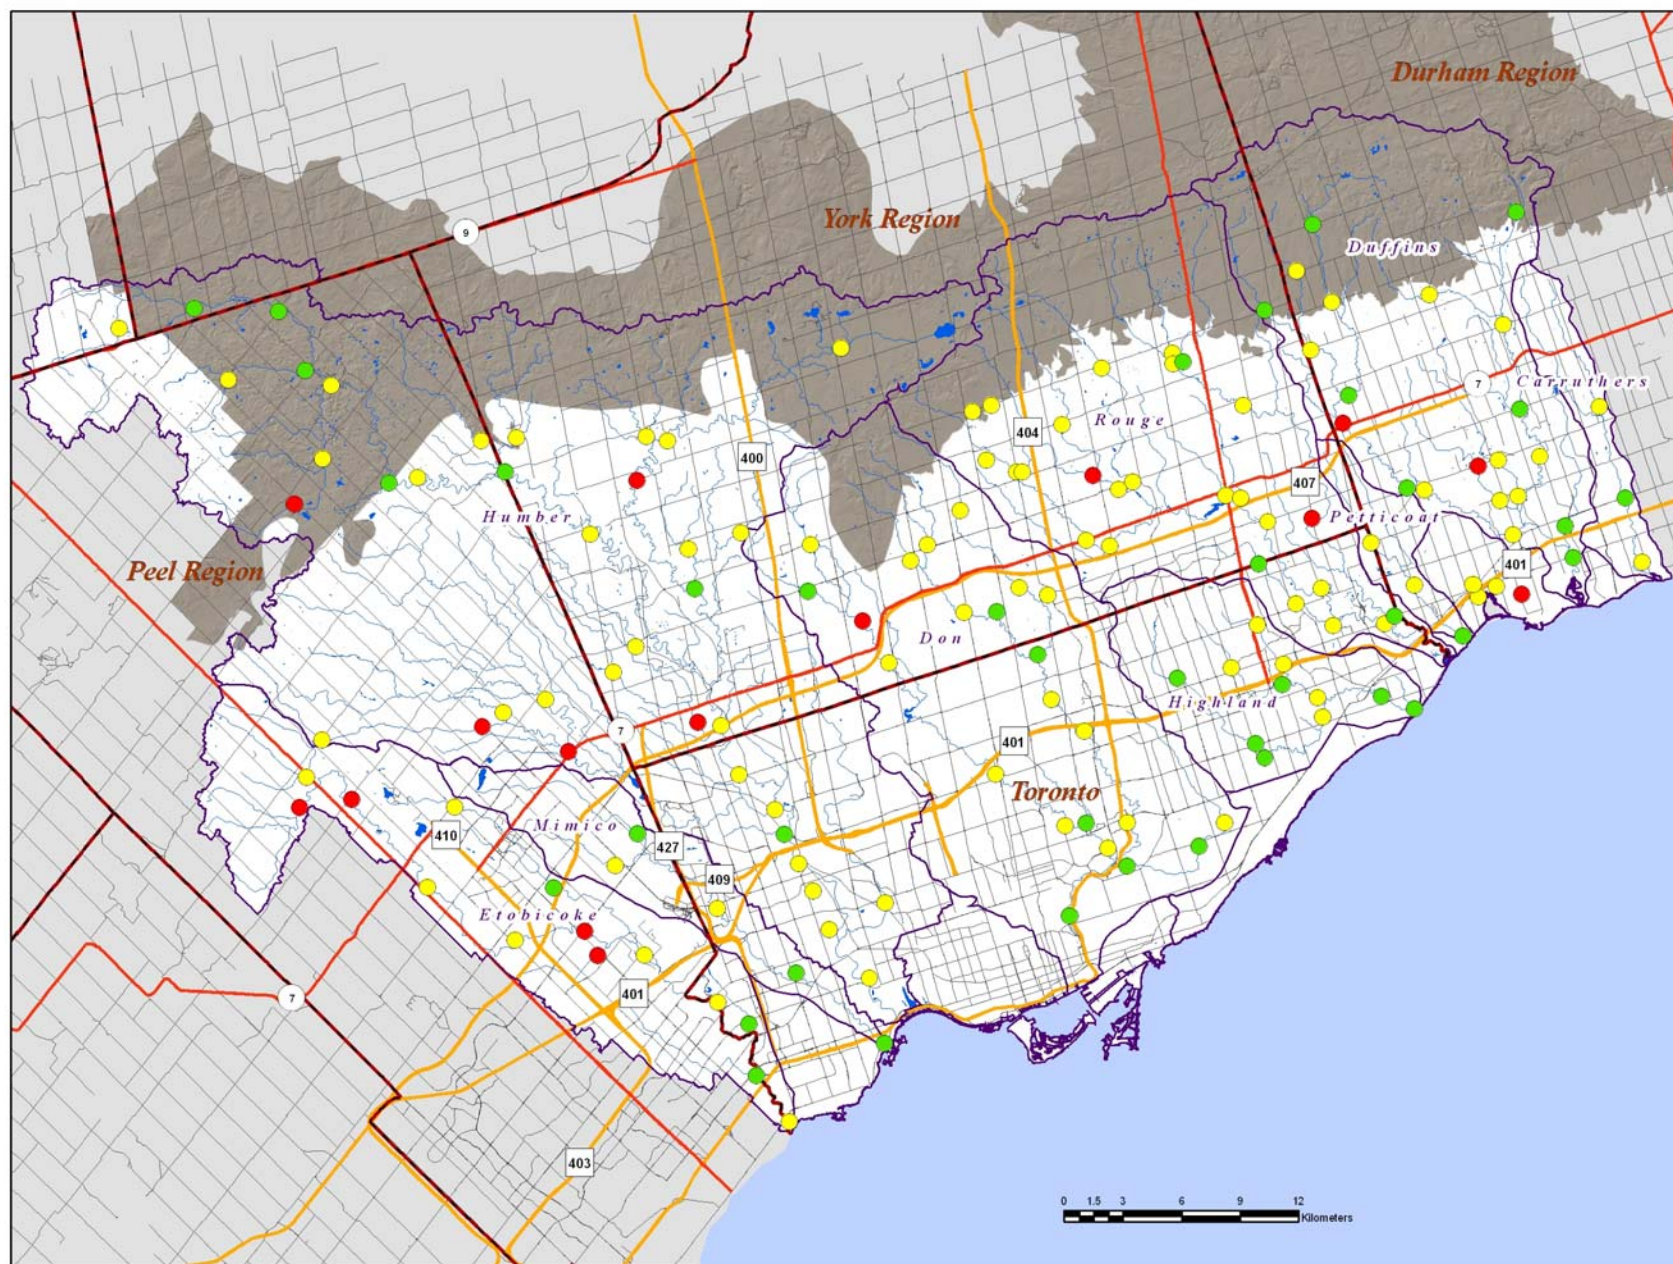 Durham Region
York Region
9
Duffins
7
Carruthers
Rouge
404
400
407
Humber
Petticoat
Peel Region
401
Don
Highland
7
401
Toronto
Mimico
410
427
409
Etobicoke
401
7
403
0 1.5 3 6 9 12
Kilometers